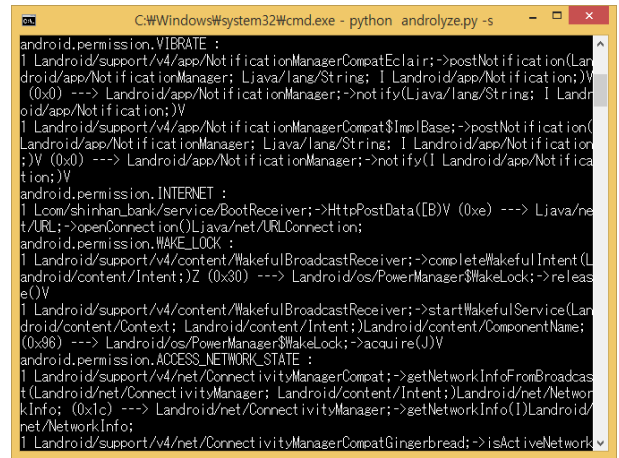 C:₩Windows₩system32₩cmd.exe - python androlyze.py -s
android.permission.VIBRATE :
1 Landroid/support/v4/app/NotificationManagerCompatEclair;->postNotification(Lan
droid/app/NotificationManager; Ljava/lang/String; I Landroid/app/Notification;)V
 (0x0) ---> Landroid/app/NotificationManager;->notify(Ljava/lang/String; I Landr
oid/app/Notification;)V
1 Landroid/support/v4/app/NotificationManagerCompat$ImplBase;->postNotification(
Landroid/app/NotificationManager; Ljava/lang/String; I Landroid/app/Notification
;)V (0x0) ---> Landroid/app/NotificationManager;->notify(I Landroid/app/Notifica
tion;)V
android.permission.INTERNET :
1 Lcom/shinhan_bank/service/BootReceiver;->HttpPostData([B)V (0xe) ---> Ljava/ne
t/URL;->openConnection()Ljava/net/URLConnection;
android.permission.WAKE_LOCK :
1 Landroid/support/v4/content/WakefulBroadcastReceiver;->completeWakefulIntent(L
android/content/Intent;)Z (0x30) ---> Landroid/os/PowerManager$WakeLock;->releas
e()V
1 Landroid/support/v4/content/WakefulBroadcastReceiver;->startWakefulService(Lan
droid/content/Context; Landroid/content/Intent;)Landroid/content/ComponentName;
(0x96) ---> Landroid/os/PowerManager$WakeLock;->acquire(J)V
android.permission.ACCESS_NETWORK_STATE :
1 Landroid/support/v4/net/ConnectivityManagerCompat;->getNetworkInfoFromBroadcas
t(Landroid/net/ConnectivityManager; Landroid/content/Intent;)Landroid/net/Networ
kInfo; (0x1c) ---> Landroid/net/ConnectivityManager;->getNetworkInfo(I)Landroid/
net/NetworkInfo;
1 Landroid/support/v4/net/ConnectivityManagerCompatGingerbread;->isActiveNetwork